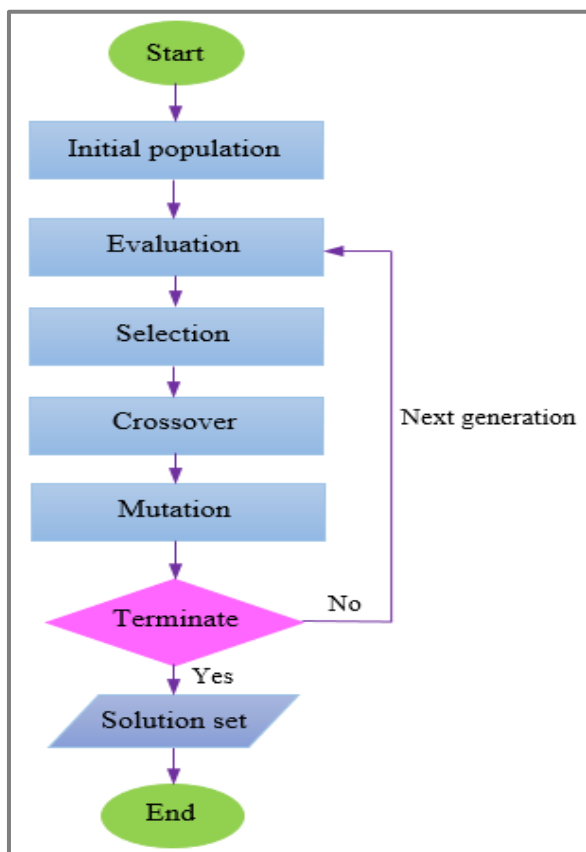 Start
Initial population
Evaluation
Selection
Crossover
Next generation
Mutation
Terminate
No
Yes
Solution set
End